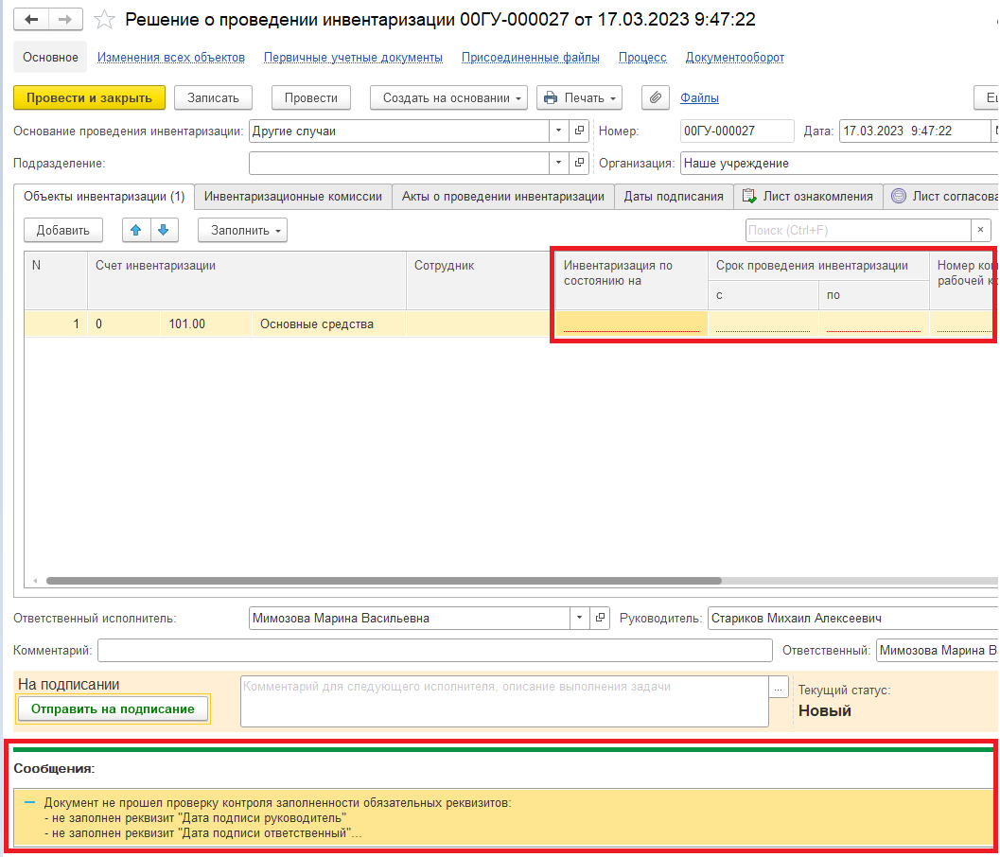 Решение о проведении инвентаризации 00ГУ-000027 от 17.03.2023 9:47:22
Основное Изменения всех объектов Первичные учетные документы Присоединенные файлы Процесс Документооборот
Провести и закрыть Записать Провести Создать на основании Печать Файлы
Основание проведения инвентаризации: Другие случаи Номер: 00ГУ-000027 Дата: 17.03.2023 9:47:22
Подразделение: Организация: Наше учреждение
Объекты инвентаризации (1) Инвентаризационные комиссии Акты о проведении инвентаризации Даты подписания Лист ознакомления Лист согласова
Добавить Заполнить Поиск (Ctrl+F) ×
N Счет инвентаризации Сотрудник Инвентаризация по Срок проведения инвентаризации Номер ко
состоянию на рабочей к
с по
1 0 101.00 Основные средства
Ответственный исполнитель: Мимозова Марина Васильевна Руководитель: Стариков Михаил Алексеевич
Комментарий: Ответственный: Мимозова Марина В
На подписании Комментарий для следующего исполнителя, описание выполнения задачи ... Текущий статус:
Отправить на подписание Новый
Сообщения:
Документ не прошел проверку контроля заполненности обязательных реквизитов:
- не заполнен реквизит "Дата подписи руководитель"
- не заполнен реквизит "Дата подписи ответственный"...